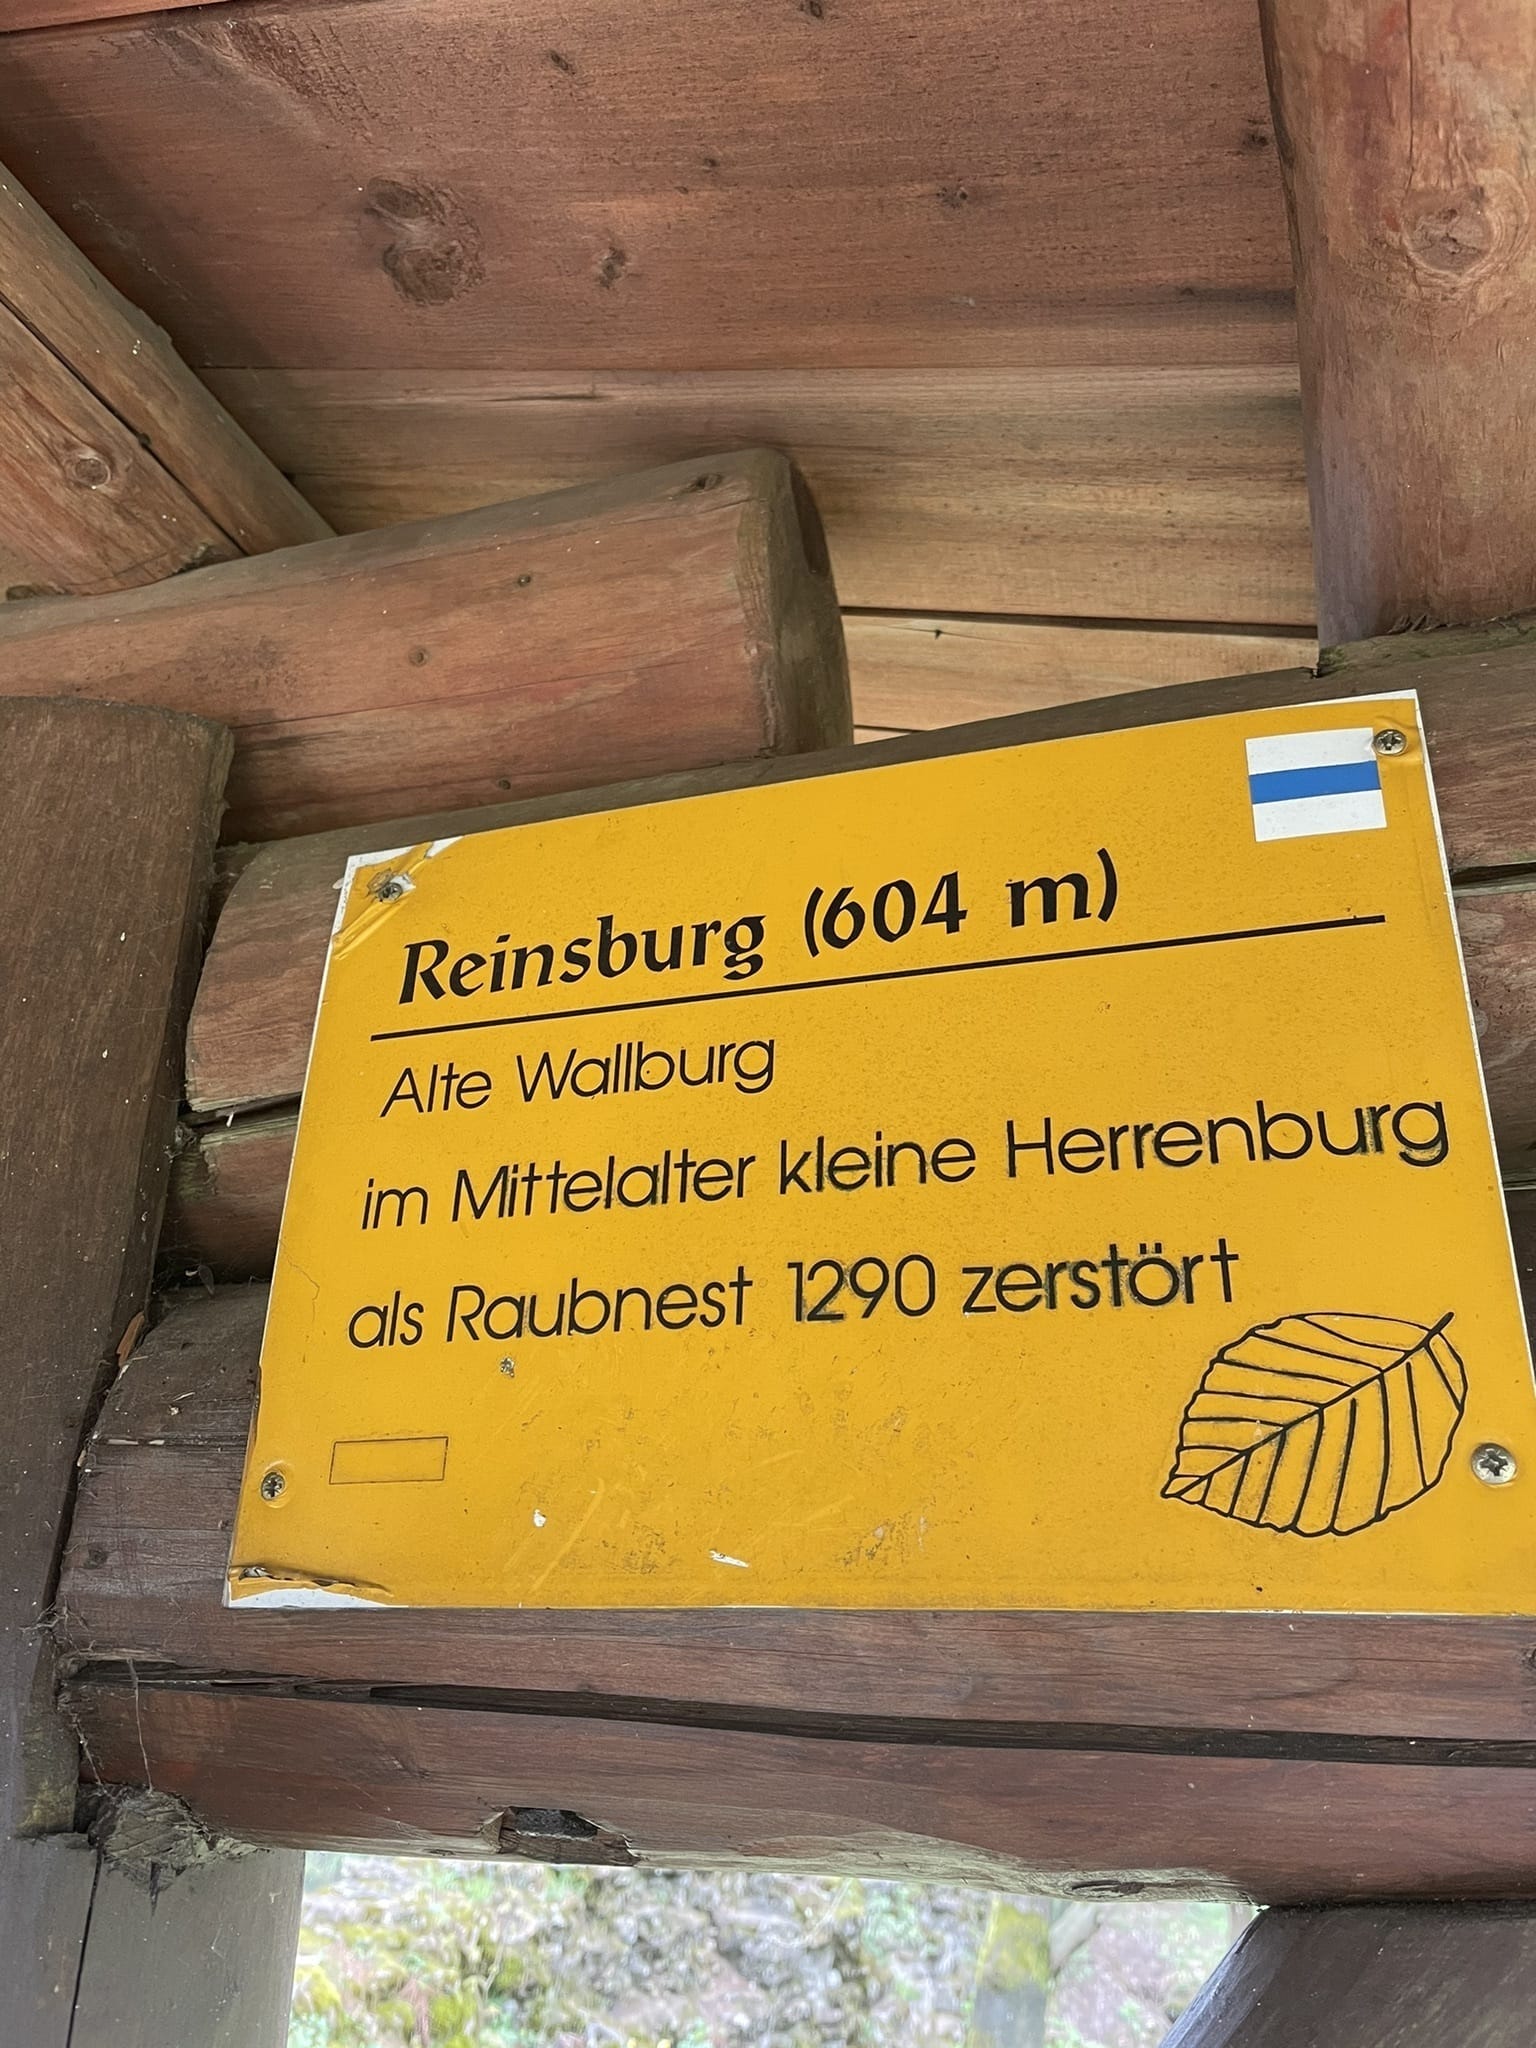 Reinsburg (604 m)
Alte Wallburg
im Mittelalter kleine Herrenburg
als Raubnest 1290 zerstört